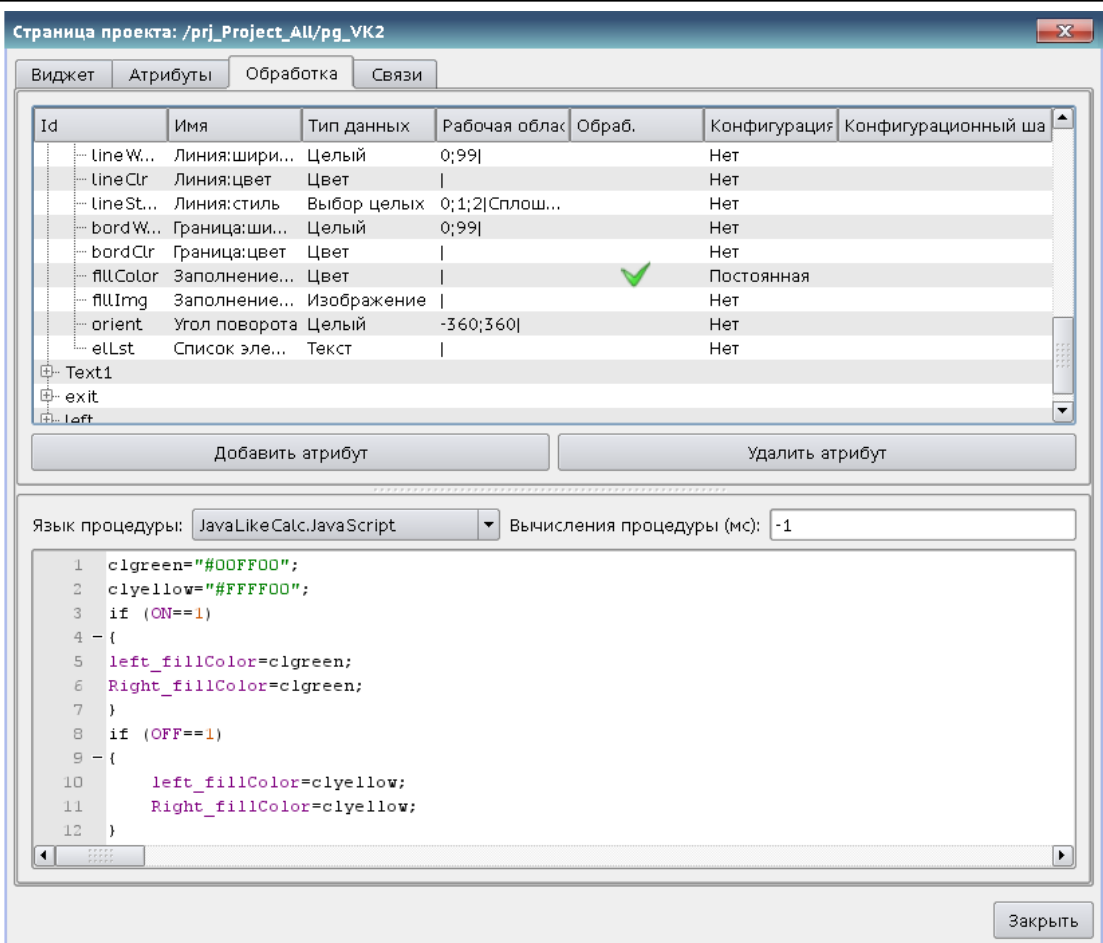 Страница проекта: /prj_Project_All/pg_VK2
Виджет Атрибуты Обработка Связи
Id Имя Тип данных Рабочая облас Обраб. Конфигурация Конфигурационный ша
lineW... Линия:шири... Целый 0;99| Нет
lineClr Линия:цвет Цвет | Нет
lineSt... Линия:стиль Выбор целых 0;1;2|Сплош... Нет
bordW... Граница:ши... Целый 0;99| Нет
bordClr Граница:цвет Цвет | Нет
fillColor Заполнение... Цвет | Постоянная
fillImg Заполнение... Изображение | Нет
orient Угол поворота Целый -360;360| Нет
elLst Список эле... Текст | Нет
Text1
exit
left
Добавить атрибут Удалить атрибут
Язык процедуры: JavaLikeCalc.JavaScript Вычисления процедуры (мс): -1
1 clgreen="#00FF00";
2 clyellow="#FFFF00";
3 if (ON==1)
4 {
5 left_fillColor=clgreen;
6 Right_fillColor=clgreen;
7 }
8 if (OFF==1)
9 {
10 left_fillColor=clyellow;
11 Right_fillColor=clyellow;
12 }
Закрыть